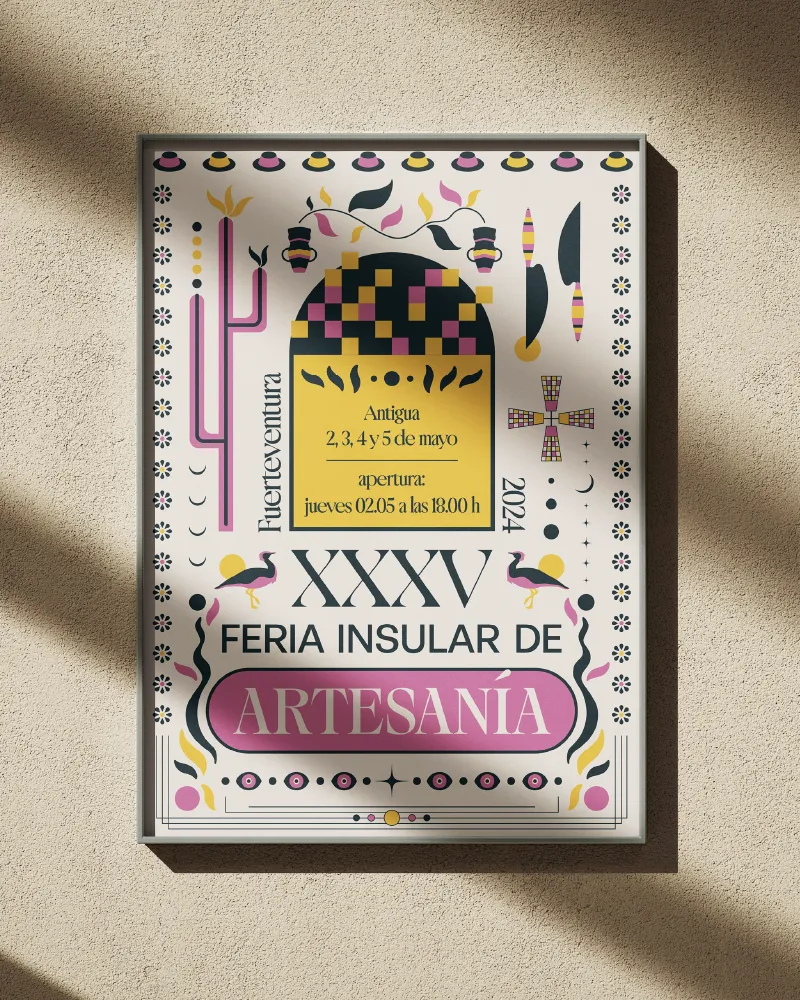 Fuerteventura
Antigua
2, 3, 4 y 5 de mayo
apertura:
jueves 02.05 a las 18.00 h
2024
XXXV
FERIA INSULAR DE
ARTESANÍA